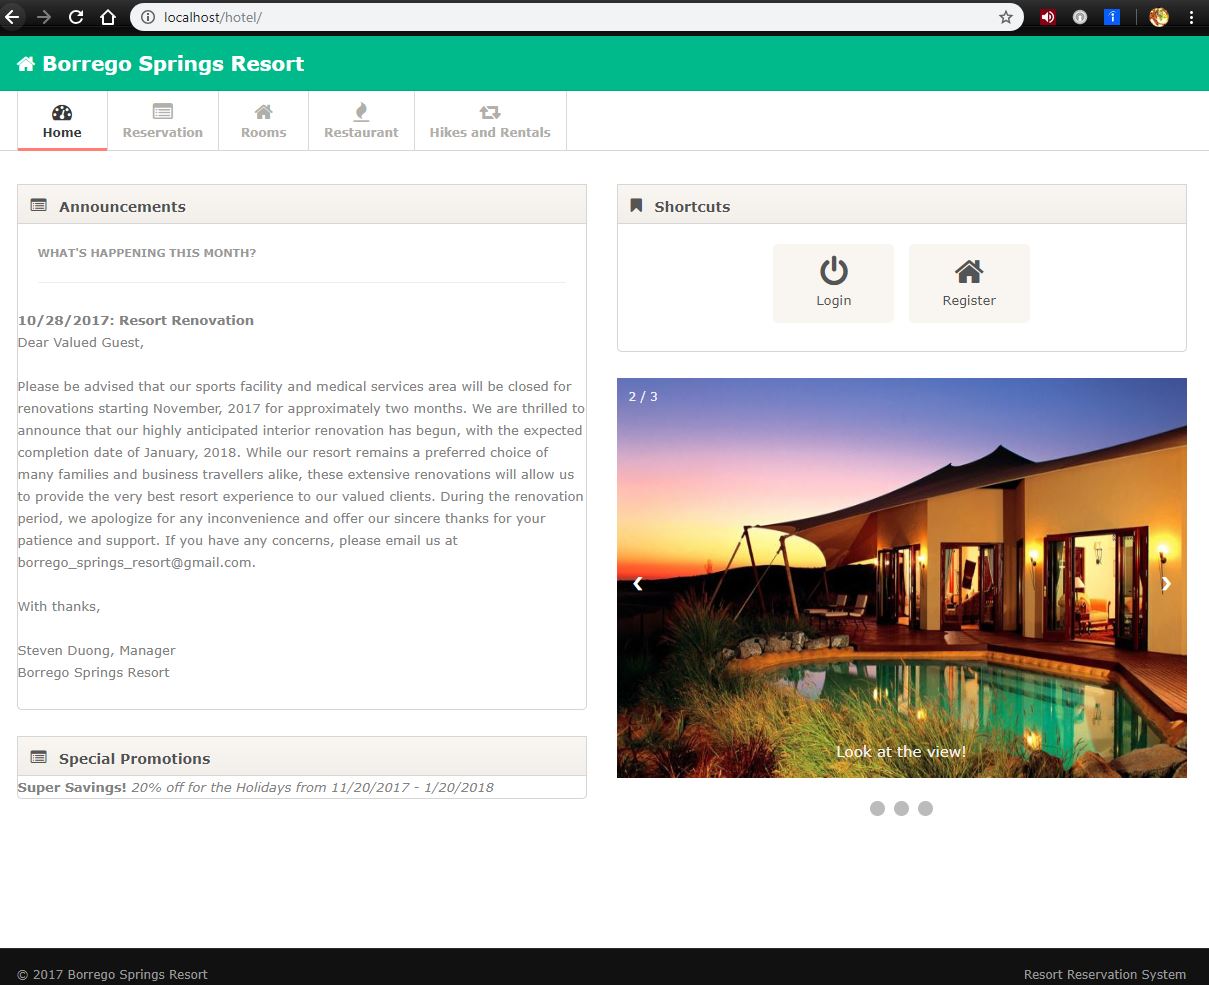 localhost/hotel/
Borrego Springs Resort
Home
Reservation
Rooms
Restaurant
Hikes and Rentals
Announcements
WHAT'S HAPPENING THIS MONTH?
10/28/2017: Resort Renovation
Dear Valued Guest,
Please be advised that our sports facility and medical services area will be closed for
renovations starting November, 2017 for approximately two months. We are thrilled to
announce that our highly anticipated interior renovation has begun, with the expected
completion date of January, 2018. While our resort remains a preferred choice of
many families and business travellers alike, these extensive renovations will allow us
to provide the very best resort experience to our valued clients. During the renovation
period, we apologize for any inconvenience and offer our sincere thanks for your
patience and support. If you have any concerns, please email us at
borrego_springs_resort@gmail.com.
With thanks,
Steven Duong, Manager
Borrego Springs Resort
Special Promotions
Super Savings! 20% off for the Holidays from 11/20/2017 - 1/20/2018
Shortcuts
Login
Register
2 / 3
Look at the view!
© 2017 Borrego Springs Resort
Resort Reservation System